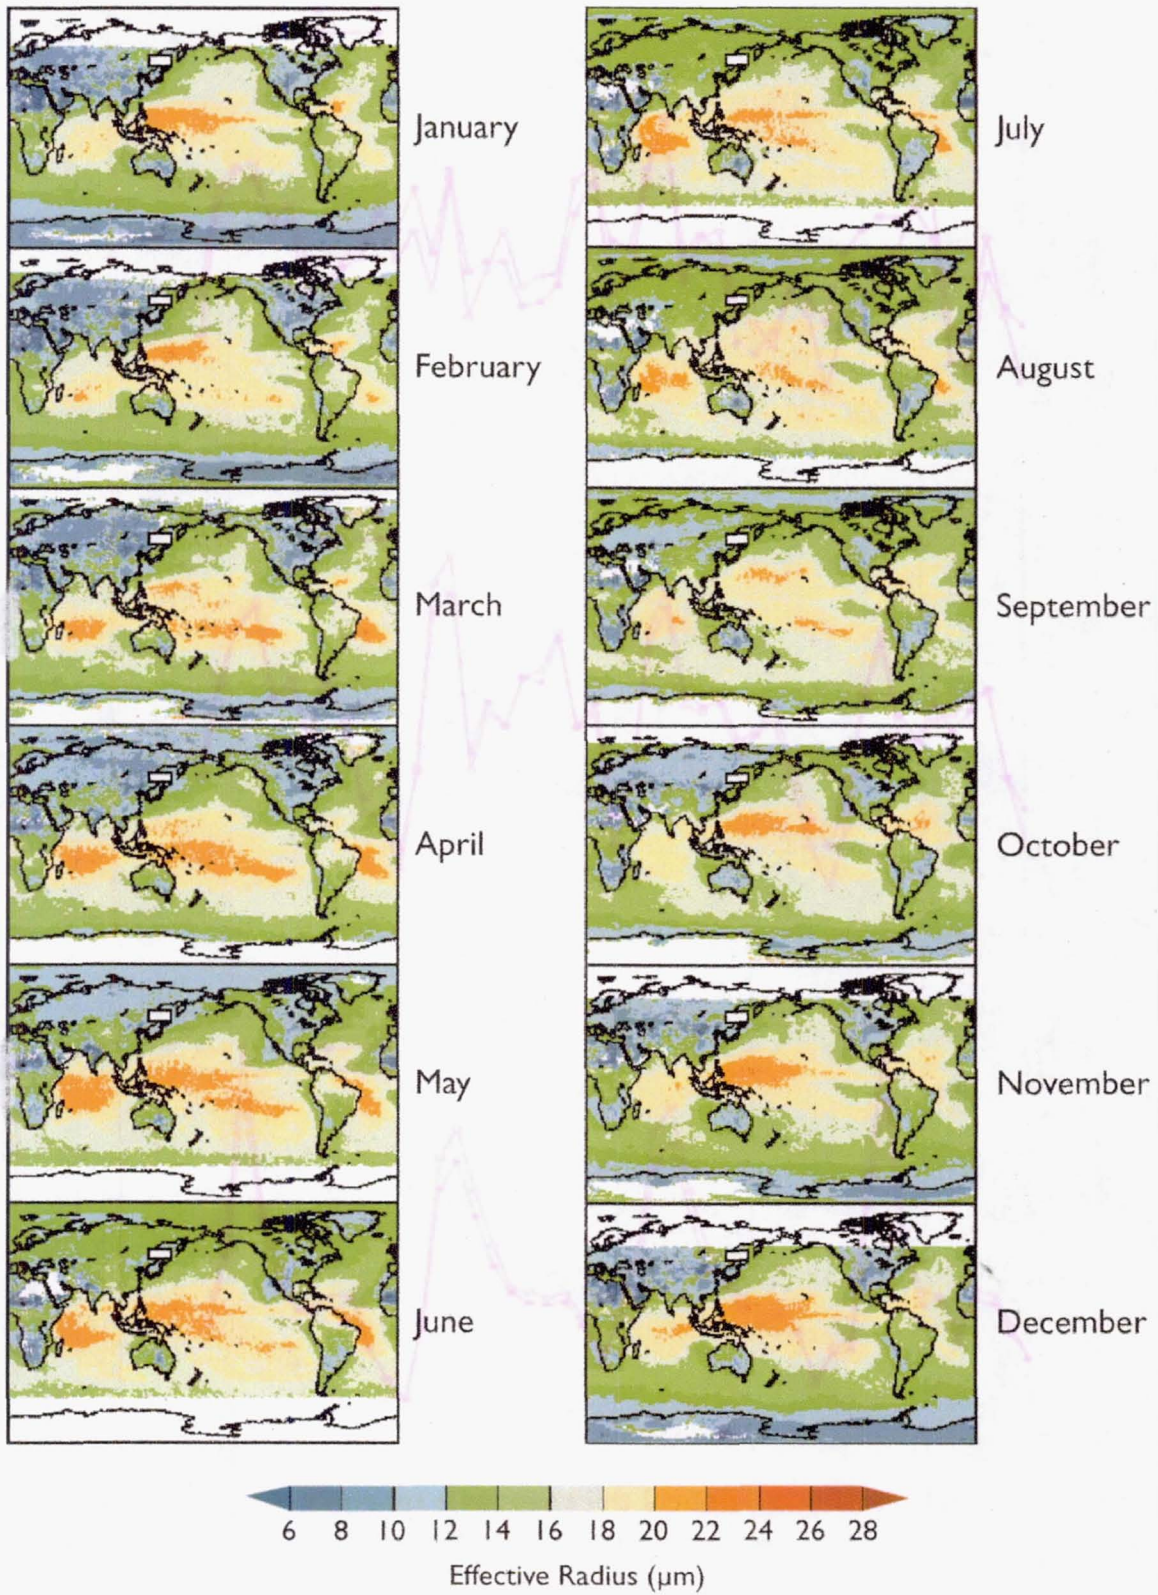 January
July
February
August
March
September
April
October
May
November
June
December
6 8 10 12 14 16 18 20 22 24 26 28
Effective Radius (μm)